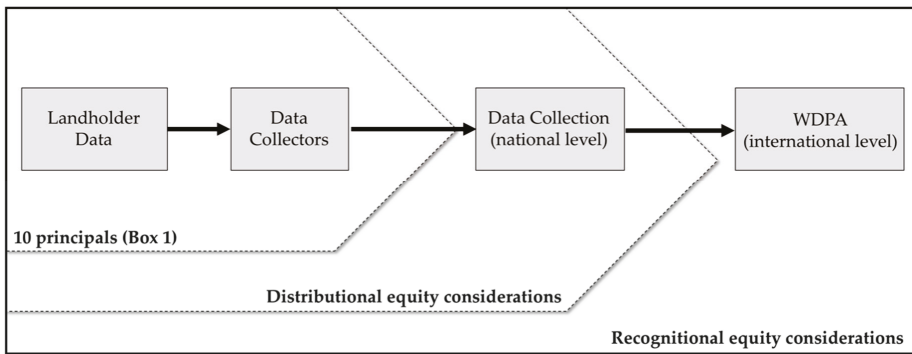 Landholder
Data
Data
Collectors
Data Collection
(national level)
WDPA
(international level)
10 principals (Box 1)
Distributional equity considerations
Recognitional equity considerations